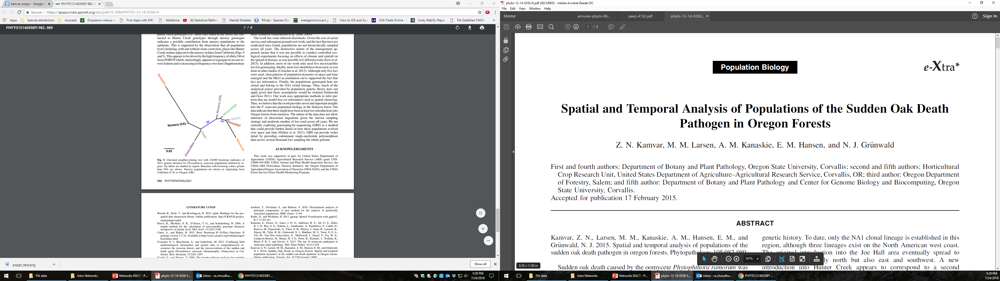 kamvar poppr - Google S
PHYTO12140350FI 982..9
Secure | https://apsjournals.apsnet.org/doi/pdf/10.1094/PHYTO-12-14-0350-FI
Apps Species distribution Avocado Dropdown menus in First steps with MRF tibbletime (6) Statistical Rethink Mental Modeler RPubs - Species Dist metagenomics.anl.g Intro to GIS and Spa USA Trade Online - Unity WebGL Player FIA DataMart FIADB_ »
PHYTO12140350FI 982..989
7 / 8
purely forest genotypes (i.e., those only found in the forest) are con-
nected to Hunter Creek genotypes through nursery genotypes
indicates a possible contribution from nursery populations to the
epidemic. This is supported by the observation that all population
level clustering, with and without clone correction, places the Hunter
Creek isolates adjacent to the nursery isolates from California (Figs. 4
and 5). This appears to be driven by the high frequency of allele 246 at
locus PrMS39 which, interestingly, appears to segregate in an east-to-
west fashion and is increasing in frequency over time (Supplementary
HunterCr
Nursery (OR)
NFChetHigh
JHallCr
PistolRSF
56
54
Nursery (CA)
Coast
Winchuck
ChetcoMain
0.03
Fig. 5. Unrooted neighbor-joining tree with 10,000 bootstrap replicates of
Nei's genetic distance for Phytophthora ramorum populations defined by re-
gion. Tip labels are shaded by region. Branches with bootstrap values greater
than 50% are shown. Nursery populations are shown as originating from
California (CA) or Oregon (OR).
988 PHYTOPATHOLOGY
ment scenarios (Mascheretti et al. 2008, 2009).
Our work has some inherent drawbacks. Given the cost of aerial
surveys and subsequent ground crew work, and the fact that trees are
eradicated once found, populations are not hierarchically sampled
across all years. The destructive nature of the management ap-
proach means that it was not possible to conduct controlled eco-
logical experiments focusing on effects of climate and rainfall on
the spread of disease, as was possible in California trials (Eyre et al.
2013). In addition, most of our work only used five microsatellite
loci for genotyping. Ideally, more loci should have been used, as was
done in other studies (Croucher et al. 2013). Although only five loci
were used, clear patterns of population dynamics in space and time
emerged and the MLG accumulation curve supported the fact that
loci are informative. Finally, the populations genotyped here are
clonal and belong to the NA1 clonal lineage. Thus, much of the
analytical power provided by population genetic theory does not
apply given that basic assumptions would be violated (Grünwald
and Goss 2011). Our work uses appropriate methods to infer pat-
terns that are model free yet informative such as spatial clustering.
Thus, we believe that this work provides novel and important insights
into the P. ramorum population biology in the Siskiyou forest. Our
data indicate that there might have been at least two introductions into
Oregon forests from nurseries. The nature of the data does not allow
inference of directional migrations given the uneven sampling
strategy and moderate number of loci used across all years. We are
currently exploring genotyping-by-sequencing (GBS) as a method
that could provide further detail on how these populations evolved
over space and time (Elshire et al. 2011). GBS can provide richer
detail by providing codominant single-nucleotide polymorphism
data across several thousand loci sampling the whole genome.
ACKNOWLEDGMENTS
This work was supported, in part, by United States Department of
Agriculture (USDA) Agricultural Research Service (ARS) grant 5358-
22000-039-00D, USDA Animal and Plant Health Inspection Service, the
USDA-ARS Floriculture Nursery Initiative, the Oregon Department of
Agriculture/Oregon Association of Nurseries (ODA-OAN), and the USDA
Forest Service Forest Health Monitoring Program.
LITERATURE CITED
Bivand, R., Keitt, T., and Rowlingson, B. 2014. rgdal: Bindings for the geo-
spatial data abstraction library. Online publication. http://CRAN.R-project.
org/package=rgdal
Bruvo, R., Michiels, N. K., D'Souza, T. G., and Schulenburg, H. 2004. A
simple method for the calculation of microsatellite genotype distances
irrespective of ploidy level. Mol. Ecol. 13:2101-2106.
Canty, A., and Ripley, B. 2015. Boot: Bootstrap R (S-Plus) Functions. R
package version 1.3-16. Available at http://cran.r-project.org/web/packages/
boot/index.html
Croucher, P. J., Mascheretti, S., and Garbelotto, M. 2013. Combining field
epidemiological information and genetic data to comprehensively re-
construct the invasion history and the microevolution of the sudden oak
death agent Phytophthora ramorum (Stramenopila: Oomycetes) in Cal-
ifornia. Biol. Invasions 15:2281-2297.
Csardi, G., and Nepusz, T. 2006. The igraph software package for complex
Jombart, T., Devillard, S., and Balloux, F. 2010. Discriminant analysis of
principal components: A new method for the analysis of genetically
structured populations. BMC Genet. 11:94.
Kahle, D., and Wickham, H. 2013. ggmap: Spatial Visualization with ggplot2.
R J. 5:144-161.
Kamoun, S., Furzer, O., Jones, J. D. G., Judelson, H. S., Ali, G. S., Dalio,
R. J. D., Roy, S. G., Schena, L., Zambounis, A., Panabières, F., Cahill, D.,
Ruocco, M., Figueiredo, A., Chen, X.-R., Hulvey, J., Stam, R., Lamour, K.,
Gijzen, M., Tyler, B. M., Grünwald, N. J., Mukhtar, M. S., Tomé, D. F. A.,
Tör, M., Van Den Ackerveken, G., McDowell, J., Daayf, F., Fry, W. E.,
Lindqvist-Kreuze, H., Meijer, H. J. G., Petre, B., Ristaino, J., Yoshida, K.,
Birch, P. R. J., and Govers, F. 2015. The top 10 oomycete pathogens in
molecular plant pathology. Mol. Plant Pathol. 16:413-434.
Kamvar, Z. N., Larsen, M. M., Kanaskie, A. M., Hansen, E. M., and Grünwald,
N. J. 2014a. Sudden_Oak_Death_in_Oregon_Forests: Spatial and temporal
population dynamics of the sudden oak death epidemic in Oregon forests.
Online publication. Zenodo. doi:10.5281/zenodo.13007
poppr_test.png
Show all
FIA data Intro Networks Networks RAC1 - P... phyto-12-14-0350-f... Inbox - ra.choudhu... PHYTO12140350FI ...
5:28 PM
7/24/2018
phyto-12-14-0350-fi.pdf (SECURED) - Adobe Acrobat Reader DC
File Edit View Window Help
Home annurev-phyto-08... peerj-4152.pdf phyto-12-14-0350... Sign In
1 / 8
Population Biology
e-Xtra*
Spatial and Temporal Analysis of Populations of the Sudden Oak Death
Pathogen in Oregon Forests
Z. N. Kamvar, M. M. Larsen, A. M. Kanaskie, E. M. Hansen, and N. J. Grünwald
First and fourth authors: Department of Botany and Plant Pathology, Oregon State University, Corvallis; second and fifth authors: Horticultural
Crop Research Unit, United States Department of Agriculture–Agricultural Research Service, Corvallis, OR; third author: Oregon Department
of Forestry, Salem; and fifth author: Department of Botany and Plant Pathology and Center for Genome Biology and Biocomputing, Oregon
State University, Corvallis.
Accepted for publication 17 February 2015.
ABSTRACT
Kamvar, Z. N., Larsen, M. M., Kanaskie, A. M., Hansen, E. M., and
Grünwald, N. J. 2015. Spatial and temporal analysis of populations of the
sudden oak death pathogen in oregon forests. Phytopathology 105:982-989.
Sudden oak death caused by the oomycete Phytophthora ramorum was
genetic history. To date, only the NA1 clonal lineage is established in this
region, although three lineages exist on the North American west coast.
The original introduction into the Joe Hall area eventually spread to
ly north but also east and southwest. A new
introduction into Hunter Creek appears to correspond to a second
197%
8.50 x 11.00 in
FIA data Intro Networks Networks RAC1 - P... phyto-12-14-0350-f... Inbox - ra.choudhu... PHYTO12140350FI ...
5:28 PM
7/24/2018